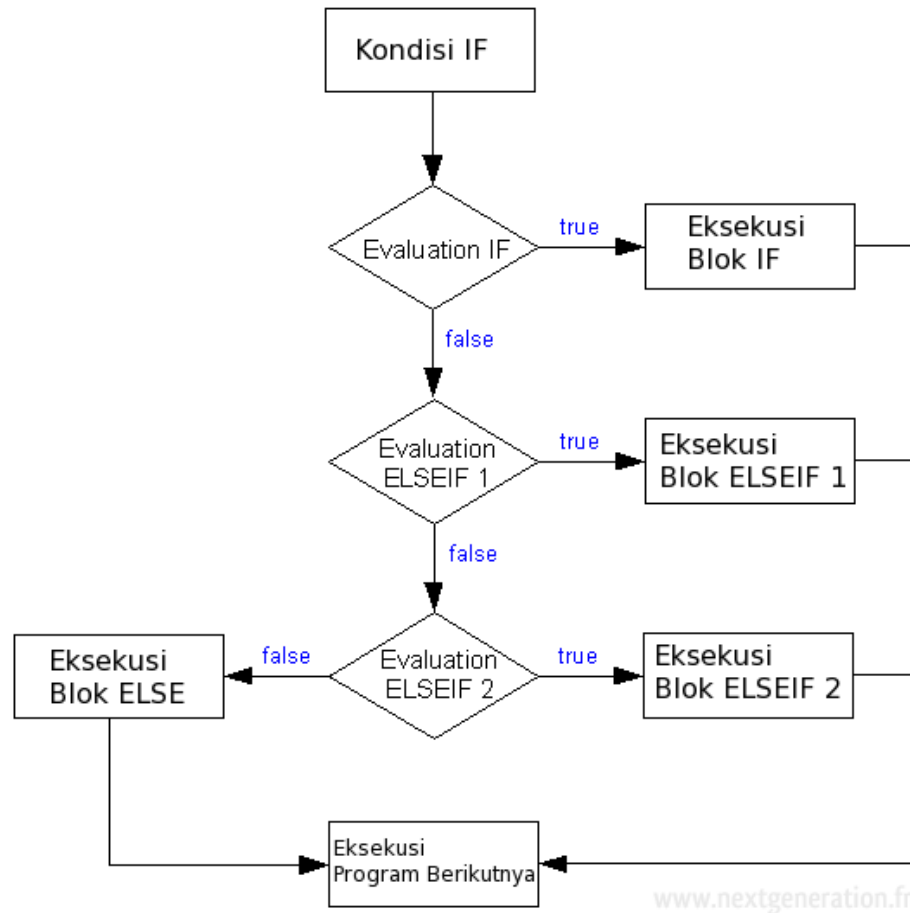 Kondisi IF
Evaluation IF
true
Eksekusi
Blok IF
false
Evaluation
ELSEIF 1
true
Eksekusi
Blok ELSEIF 1
false
Eksekusi
Blok ELSE
false
Evaluation
ELSEIF 2
true
Eksekusi
Blok ELSEIF 2
Eksekusi
Program Berikutnya
www.nextgeneration.fr